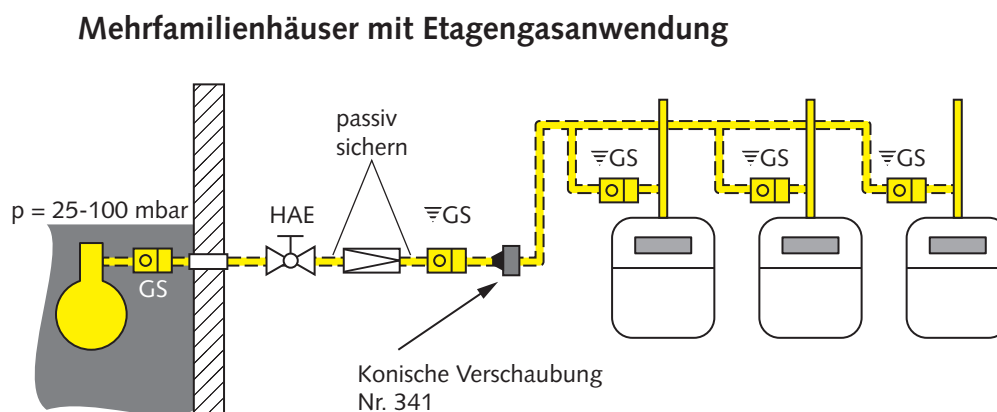 Mehrfamilienhäuser mit Etagengasanwendung
passiv
sichern
GS
GS
GS
p = 25-100 mbar
HAE
GS
GS
Konische Verschaubung
Nr. 341